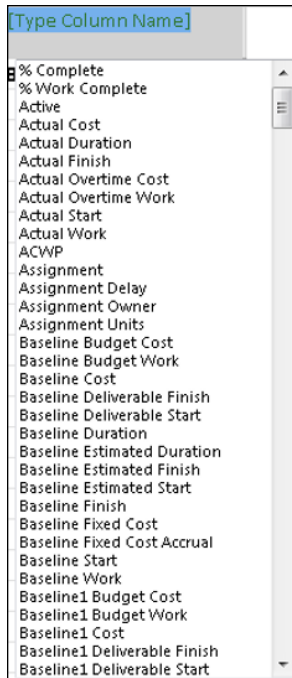 [Type Column Name]
% Complete
% Work Complete
Active
Actual Cost
Actual Duration
Actual Finish
Actual Overtime Cost
Actual Overtime Work
Actual Start
Actual Work
ACWP
Assignment
Assignment Delay
Assignment Owner
Assignment Units
Baseline Budget Cost
Baseline Budget Work
Baseline Cost
Baseline Deliverable Finish
Baseline Deliverable Start
Baseline Duration
Baseline Estimated Duration
Baseline Estimated Finish
Baseline Estimated Start
Baseline Finish
Baseline Fixed Cost
Baseline Fixed Cost Accrual
Baseline Start
Baseline Work
Baseline1 Budget Cost
Baseline1 Budget Work
Baseline1 Cost
Baseline1 Deliverable Finish
Baseline1 Deliverable Start